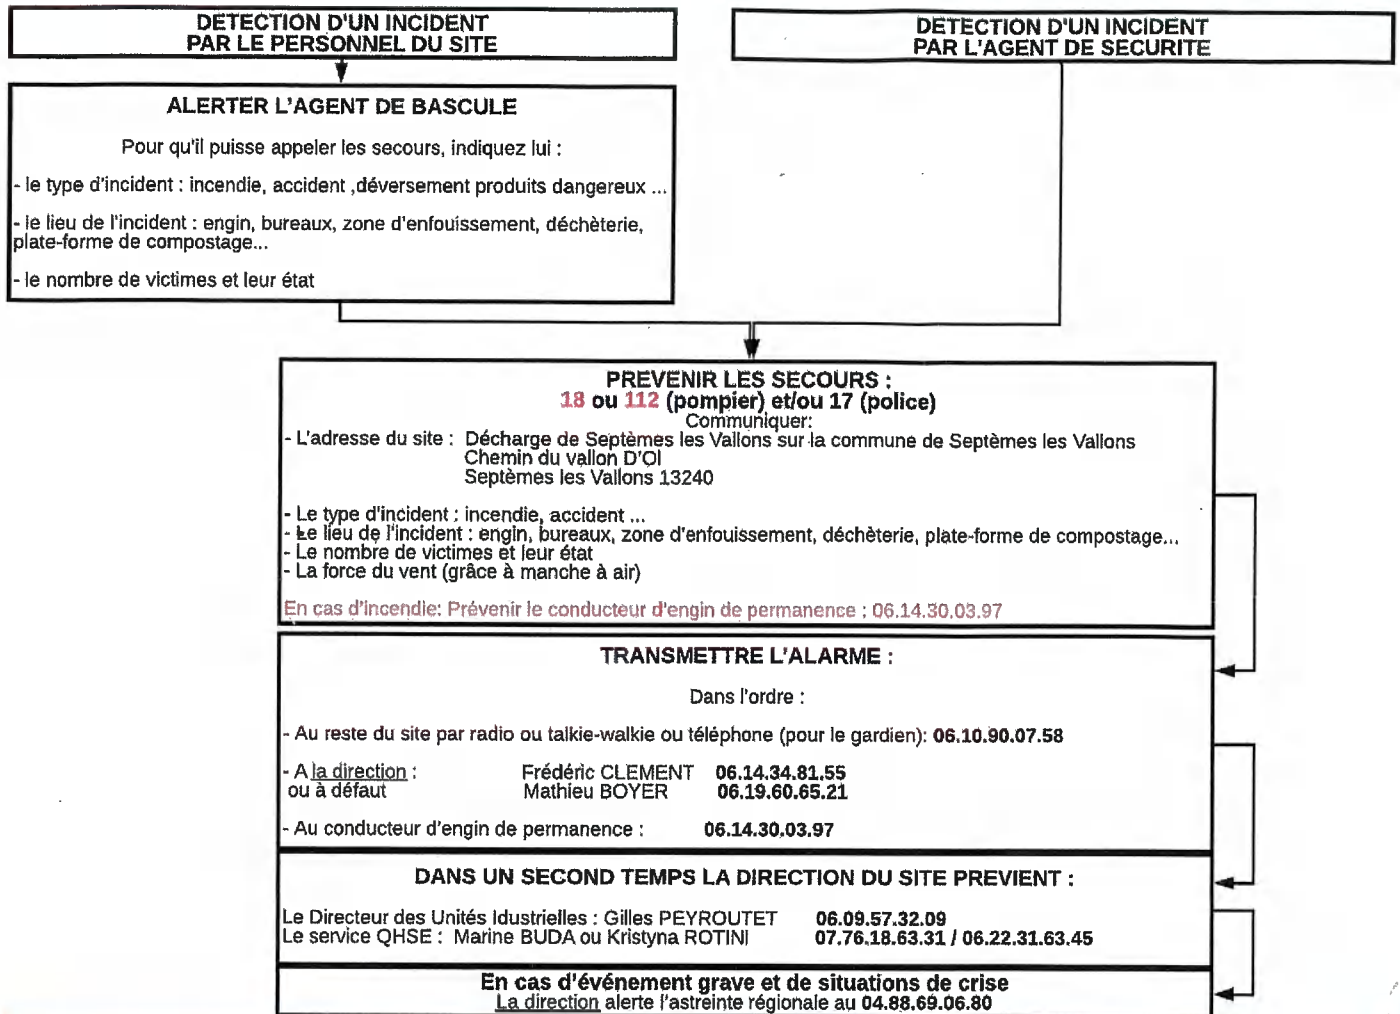 DETECTION D'UN INCIDENT
PAR LE PERSONNEL DU SITE
DETECTION D'UN INCIDENT
PAR L'AGENT DE SECURITE
ALERTER L'AGENT DE BASCULE
Pour qu'il puisse appeler les secours, indiquez lui :
- le type d'incident : incendie, accident ,déversement produits dangereux ...
- le lieu de l'incident : engin, bureaux, zone d'enfouissement, déchèterie,
plate-forme de compostage...
- le nombre de victimes et leur état
PREVENIR LES SECOURS :
18 ou 112 (pompier) et/ou 17 (police)
Communiquer:
- L'adresse du site : Décharge de Septèmes les Vallons sur la commune de Septèmes les Vallons
Chemin du vallon D'Ol
Septèmes les Vallons 13240
- Le type d'incident : incendie, accident ...
- Le lieu de l'incident : engin, bureaux, zone d'enfouissement, déchèterie, plate-forme de compostage...
- Le nombre de victimes et leur état
- La force du vent (grâce à manche à air)
En cas d'incendie: Prévenir le conducteur d'engin de permanence : 06.14.30.03.97
TRANSMETTRE L'ALARME :
Dans l'ordre :
- Au reste du site par radio ou talkie-walkie ou téléphone (pour le gardien): 06.10.90.07.58
- A la direction : Frédéric CLEMENT 06.14.34.81.55
ou à défaut Mathieu BOYER 06.19.60.65.21
- Au conducteur d'engin de permanence : 06.14.30.03.97
DANS UN SECOND TEMPS LA DIRECTION DU SITE PREVIENT :
Le Directeur des Unités Idustrielles : Gilles PEYROUTET 06.09.57.32.09
Le service QHSE : Marine BUDA ou Kristyna ROTINI 07.76.18.63.31 / 06.22.31.63.45
En cas d'événement grave et de situations de crise
La direction alerte l'astreinte régionale au 04.88.69.06.80